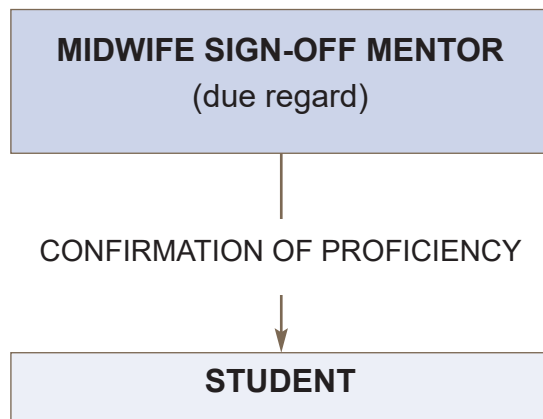 MIDWIFE SIGN-OFF MENTOR
(due regard)
CONFIRMATION OF PROFICIENCY
STUDENT